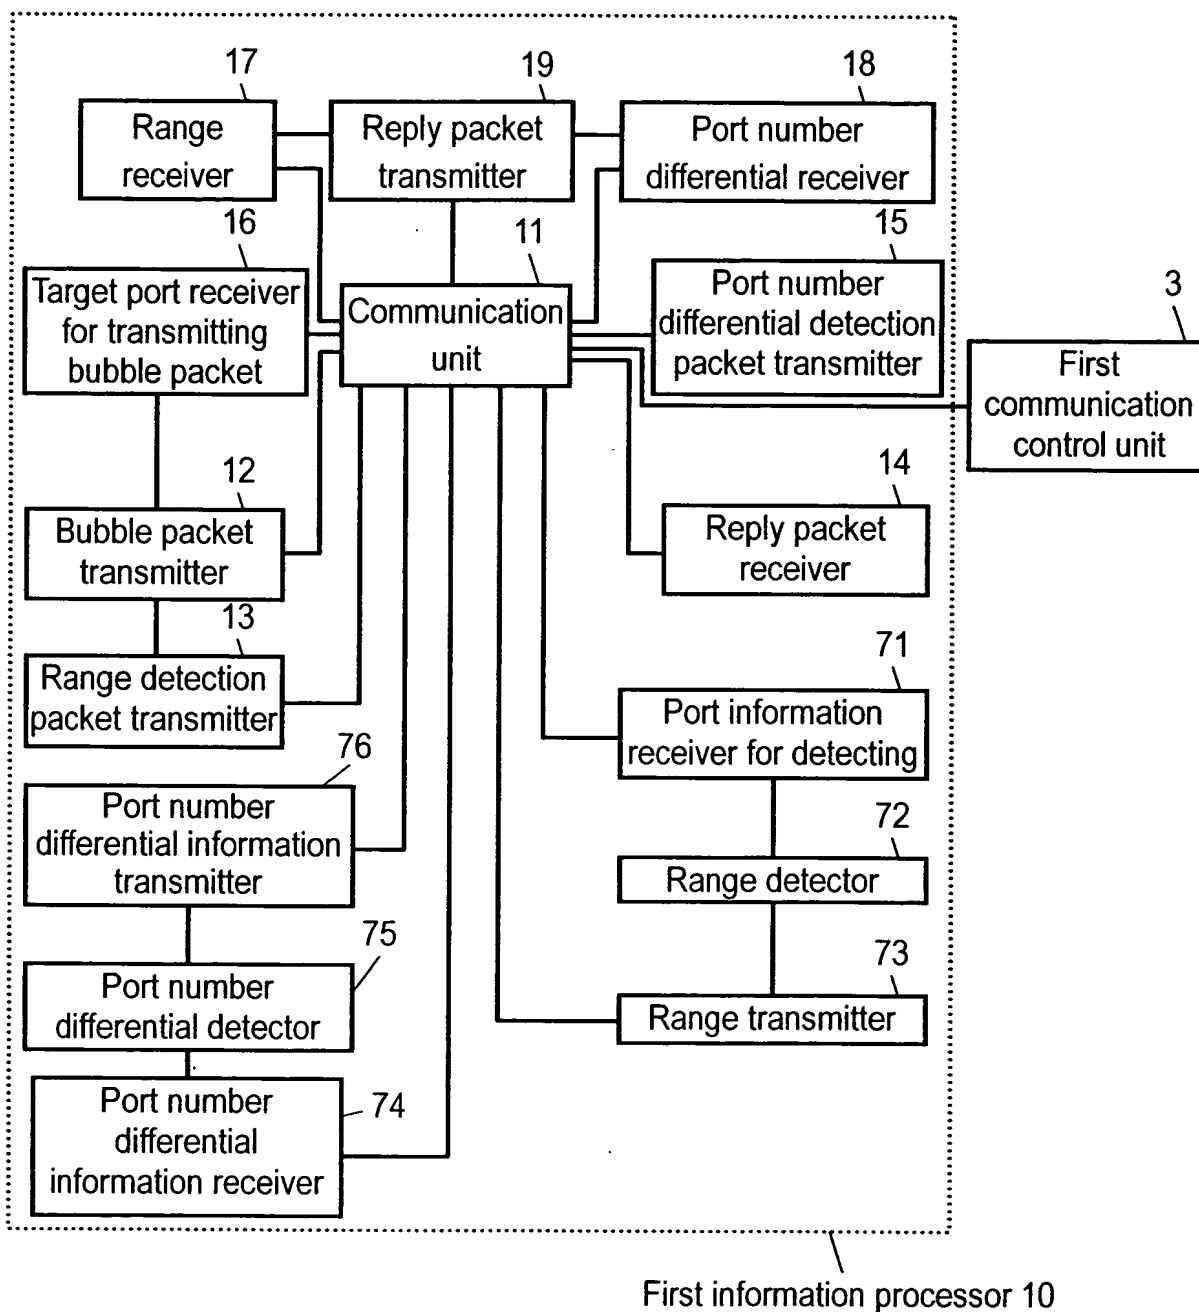 17
19
18
Range
receiver
Reply packet
transmitter
Port number
differential receiver
16
11
15
Target port receiver
for transmitting
bubble packet
Communication
unit
Port number
differential detection
packet transmitter
3
First
communication
control unit
12
Bubble packet
transmitter
14
Reply packet
receiver
13
Range detection
packet transmitter
71
Port information
receiver for detecting
76
Port number
differential information
transmitter
72
Range detector
75
Port number
differential detector
73
Range transmitter
74
Port number
differential
information receiver
First information processor 10